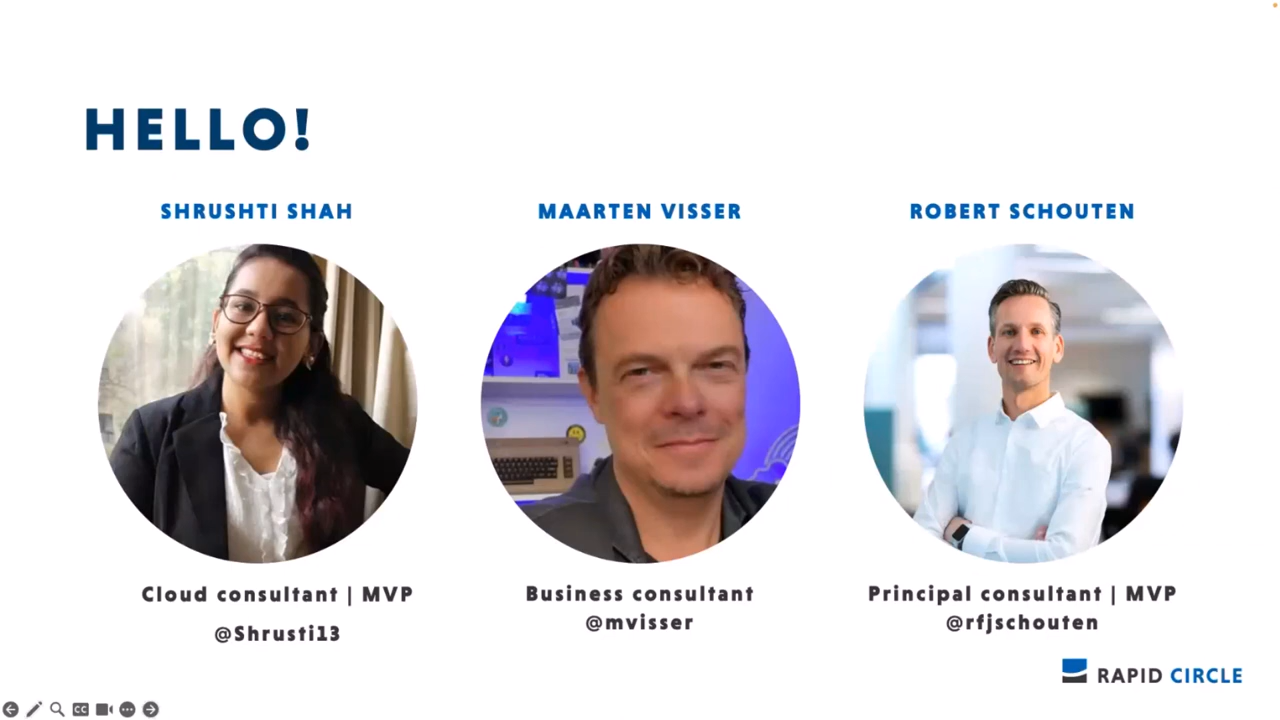 HELLO!
SHRUSHTI SHAH
MAARTEN VISSER
ROBERT SCHOUTEN
Cloud consultant | MVP
@Shrusti13
Business consultant
@mvisser
Principal consultant | MVP
@rfjschouten
RAPID CIRCLE
CC